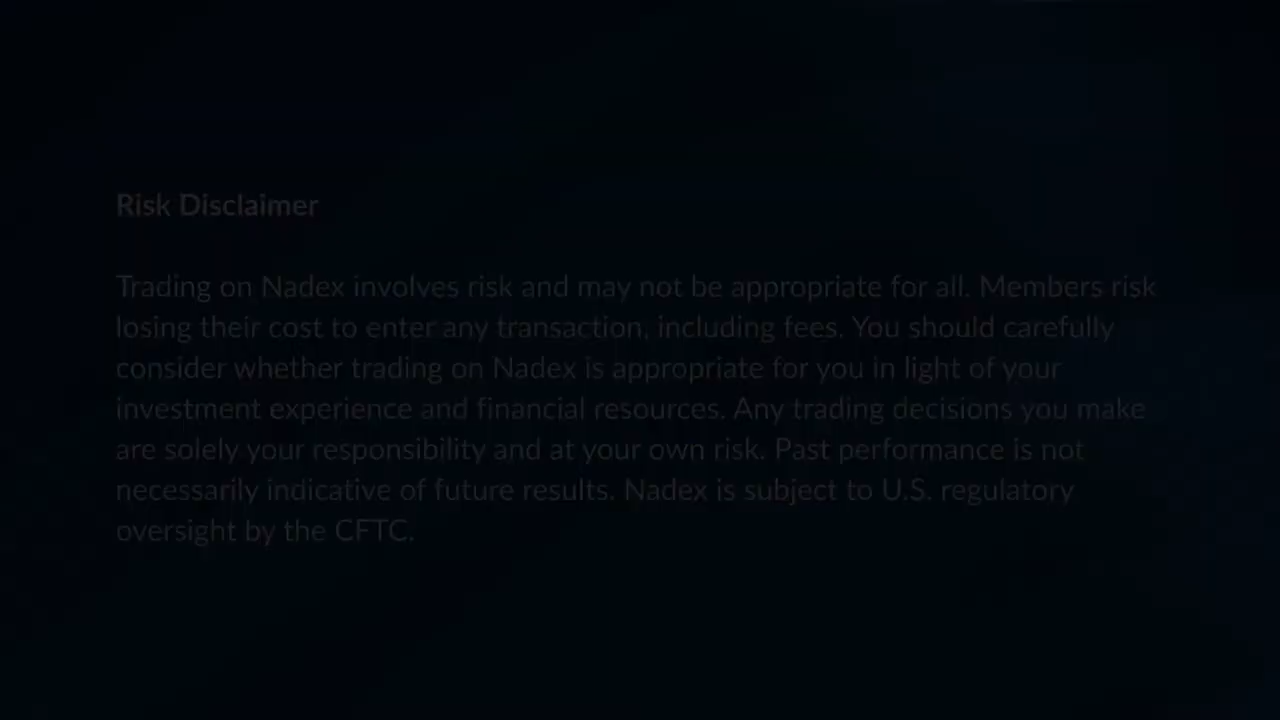 Risk Disclaimer
Trading on Nadex involves risk and may not be appropriate for all. Members risk
losing their cost to enter any transaction, including fees. You should carefully
consider whether trading on Nadex is appropriate for you in light of your
investment experience and financial resources. Any trading decisions you make
are solely your responsibility and at your own risk. Past performance is not
necessarily indicative of future results. Nadex is subject to U.S. regulatory
oversight by the CFTC.